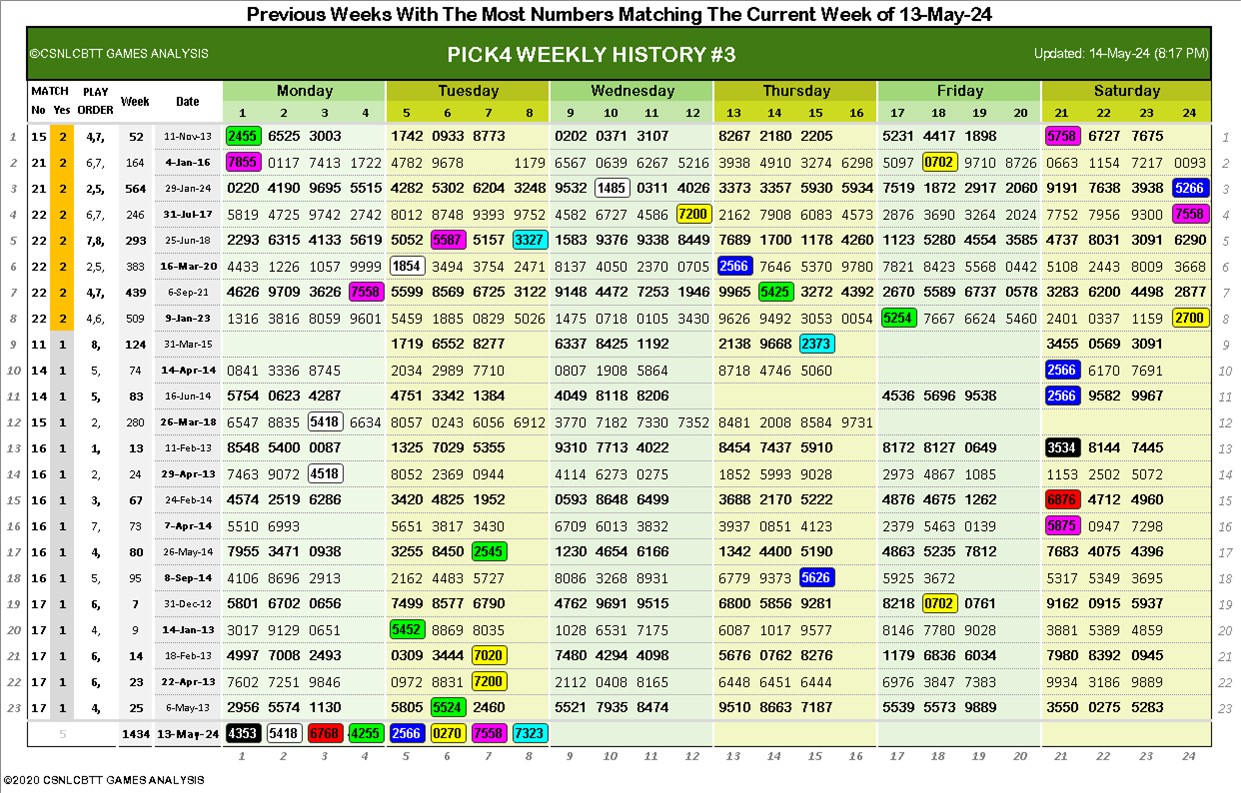 Previous Weeks With The Most Numbers Matching The Current Week of 13-May-24
©CSNLCBTT GAMES ANALYSIS PICK4 WEEKLY HISTORY #3 Updated: 14-May-24 (8:17 PM)
MATCH PLAY Week Date Monday Tuesday Wednesday Thursday Friday Saturday
No Yes ORDER 1 2 3 4 5 6 7 8 9 10 11 12 13 14 15 16 17 18 19 20 21 22 23 24
1 15 2 4,7, 52 11-Nov-13 2455 6525 3003 1742 0933 8773 0202 0371 3107 8267 2180 2205 5231 4417 1898 5758 6727 7675 1
2 21 2 6,7, 164 4-Jan-16 7855 0117 7413 1722 4782 9678 1179 6567 0639 6267 5216 3938 4910 3274 6298 5097 0702 9710 8726 0663 1154 7217 0093 2
3 21 2 2,5, 564 29-Jan-24 0220 4190 9695 5515 4282 5302 6204 3248 9532 1485 0311 4026 3373 3357 5930 5934 7519 1872 2917 2060 9191 7638 3938 5266 3
4 22 2 6,7, 246 31-Jul-17 5819 4725 9742 2742 8012 8748 9393 9752 4582 6727 4586 7200 2162 7908 6083 4573 2876 3690 3264 2024 7752 7956 9300 7558 4
5 22 2 7,8, 293 25-Jun-18 2293 6315 4133 5619 5052 5587 5157 3327 1583 9376 9338 8449 7689 1700 1178 4260 1123 5280 4554 3585 4737 8031 3091 6290 5
6 22 2 2,5, 383 16-Mar-20 4433 1226 1057 9999 1854 3494 3754 2471 8137 4050 2370 0705 2566 7646 5370 9780 7821 8423 5568 0442 5108 2443 8009 3668 6
7 22 2 4,7, 439 6-Sep-21 4626 9709 3626 7558 5599 8569 6725 3122 9148 4472 7253 1946 9965 5425 3272 4392 2670 5589 6737 0578 3233 6200 4498 2877 7
8 22 2 4,6, 509 9-Jan-23 1316 3816 8059 9601 5459 1885 0829 5026 1475 0718 0105 3430 9626 9492 3053 0054 5254 7667 6624 5460 2401 0337 1159 2700 8
9 11 1 8, 124 31-Mar-15 1719 6552 8277 6337 8425 1192 2138 9668 2373 3455 0569 3091 9
10 14 1 5, 74 14-Apr-14 0841 3336 8745 2034 2989 7710 0807 1908 5864 8718 4746 5060 2566 6170 7691 10
11 14 1 5, 83 16-Jun-14 5754 0623 4287 4751 3342 1384 4049 8118 8206 4536 5696 9538 2566 9582 9967 11
12 15 1 2, 280 26-Mar-18 6547 8835 5418 6634 8057 0243 6056 6912 3770 7182 7330 7352 8481 2008 8584 9731 12
13 16 1 1, 13 11-Feb-13 8548 5400 0087 1325 7029 5355 9310 7713 4022 8454 7437 5910 8172 8127 0649 3534 8144 7445 13
14 16 1 2, 24 29-Apr-13 7463 9072 4518 8052 2369 0944 4114 6273 0275 1852 5993 9028 2973 4867 1085 1153 2502 5072 14
15 16 1 3, 67 24-Feb-14 4574 2519 6286 3420 4825 1952 0593 8648 6499 3688 2170 5222 4876 4675 1262 6876 4712 4960 15
16 16 1 7, 73 7-Apr-14 5510 6993 5651 3817 3430 6709 6013 3832 3937 0851 4123 2379 5463 0139 5875 0947 7298 16
17 16 1 4, 80 26-May-14 7955 3471 0938 3255 8450 2545 1230 4654 6166 1342 4400 5190 4863 5235 7812 7683 4075 4396 17
18 16 1 5, 95 8-Sep-14 4106 8696 2913 2162 4483 5727 8086 3268 8931 6779 9373 5626 5925 3672 5317 5349 3695 18
19 17 1 6, 7 31-Dec-12 5801 6702 0656 7499 8577 6790 4762 9691 9515 6800 5856 9281 8218 0702 0761 9162 0915 5937 19
20 17 1 4, 9 14-Jan-13 3017 9129 0651 5452 8869 8035 1028 6531 7175 6087 1017 9577 8146 7780 9028 3881 5389 4859 20
21 17 1 6, 14 18-Feb-13 4997 7008 2493 0309 3444 7020 7480 4294 4098 5676 0762 8276 1179 6836 6034 7980 8392 0945 21
22 17 1 6, 23 22-Apr-13 7602 7251 9846 0972 8831 7200 2112 0408 8165 6448 6451 6444 6976 3847 7383 9934 3186 9889 22
23 17 1 4, 25 6-May-13 2956 5574 1130 5805 5524 2460 5521 7935 8474 9510 8663 7187 5539 5573 9889 3550 0275 5283 23
5 1434 13-May-24 4353 5418 6768 4255 2566 0270 7558 7323
1 2 3 4 5 6 7 8 9 10 11 12 13 14 15 16 17 18 19 20 21 22 23 24
©2020 CSNLCBTT GAMES ANALYSIS